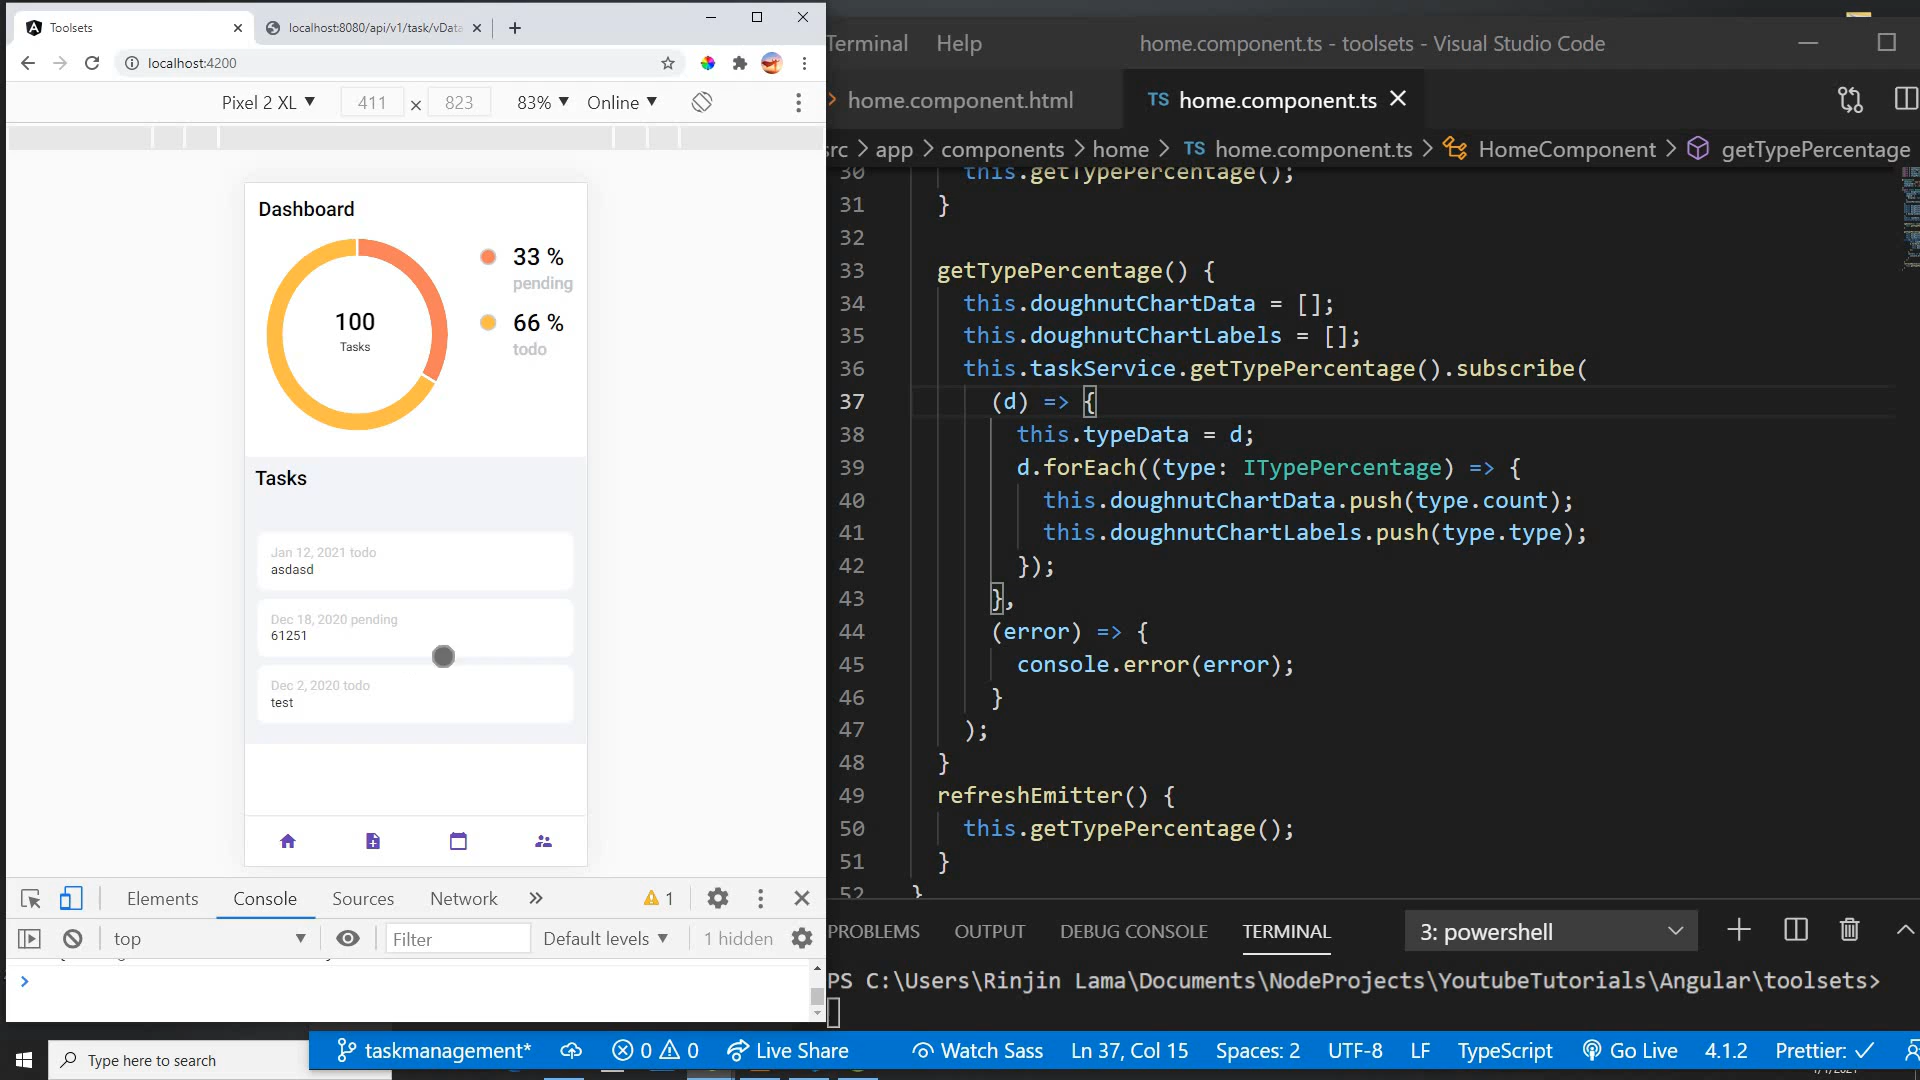 Toolsets
localhost:8080/api/v1/task/vData
localhost:4200
Pixel 2 XL
411 × 823
83%
Online
Dashboard
33 %
pending
66 %
todo
100
Tasks
Tasks
Jan 12, 2021 todo
asdasd
Dec 18, 2020 pending
61251
Dec 2, 2020 todo
test
Elements
Console
Sources
Network
1
top
Filter
Default levels
1 hidden
Terminal
Help
home.component.ts - toolsets - Visual Studio Code
home.component.html
TS home.component.ts
src > app > components > home > TS home.component.ts > HomeComponent > getTypePercentage
30 this.getTypePercentage();
31 }
32
33 getTypePercentage() {
34 this.doughnutChartData = [];
35 this.doughnutChartLabels = [];
36 this.taskService.getTypePercentage().subscribe(
37 (d) => {
38 this.typeData = d;
39 d.forEach((type: ITypePercentage) => {
40 this.doughnutChartData.push(type.count);
41 this.doughnutChartLabels.push(type.type);
42 });
43 },
44 (error) => {
45 console.error(error);
46 }
47 );
48 }
49 refreshEmitter() {
50 this.getTypePercentage();
51 }
52 }
PROBLEMS
OUTPUT
DEBUG CONSOLE
TERMINAL
3: powershell
PS C:\Users\Rinjin Lama\Documents\NodeProjects\YoutubeTutorials\Angular\toolsets>
Type here to search
taskmanagement*
0
0
Live Share
Watch Sass
Ln 37, Col 15
Spaces: 2
UTF-8
LF
TypeScript
Go Live
4.1.2
Prettier: ✓